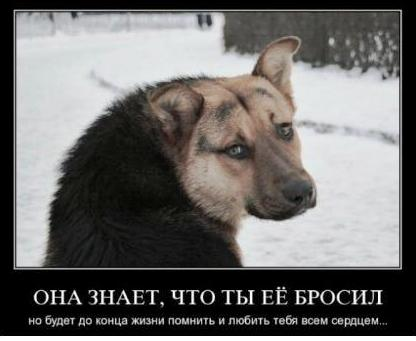 ОНА ЗНАЕТ, ЧТО ТЫ ЕЁ БРОСИЛ
но будет до конца жизни помнить и любить тебя всем сердцем...